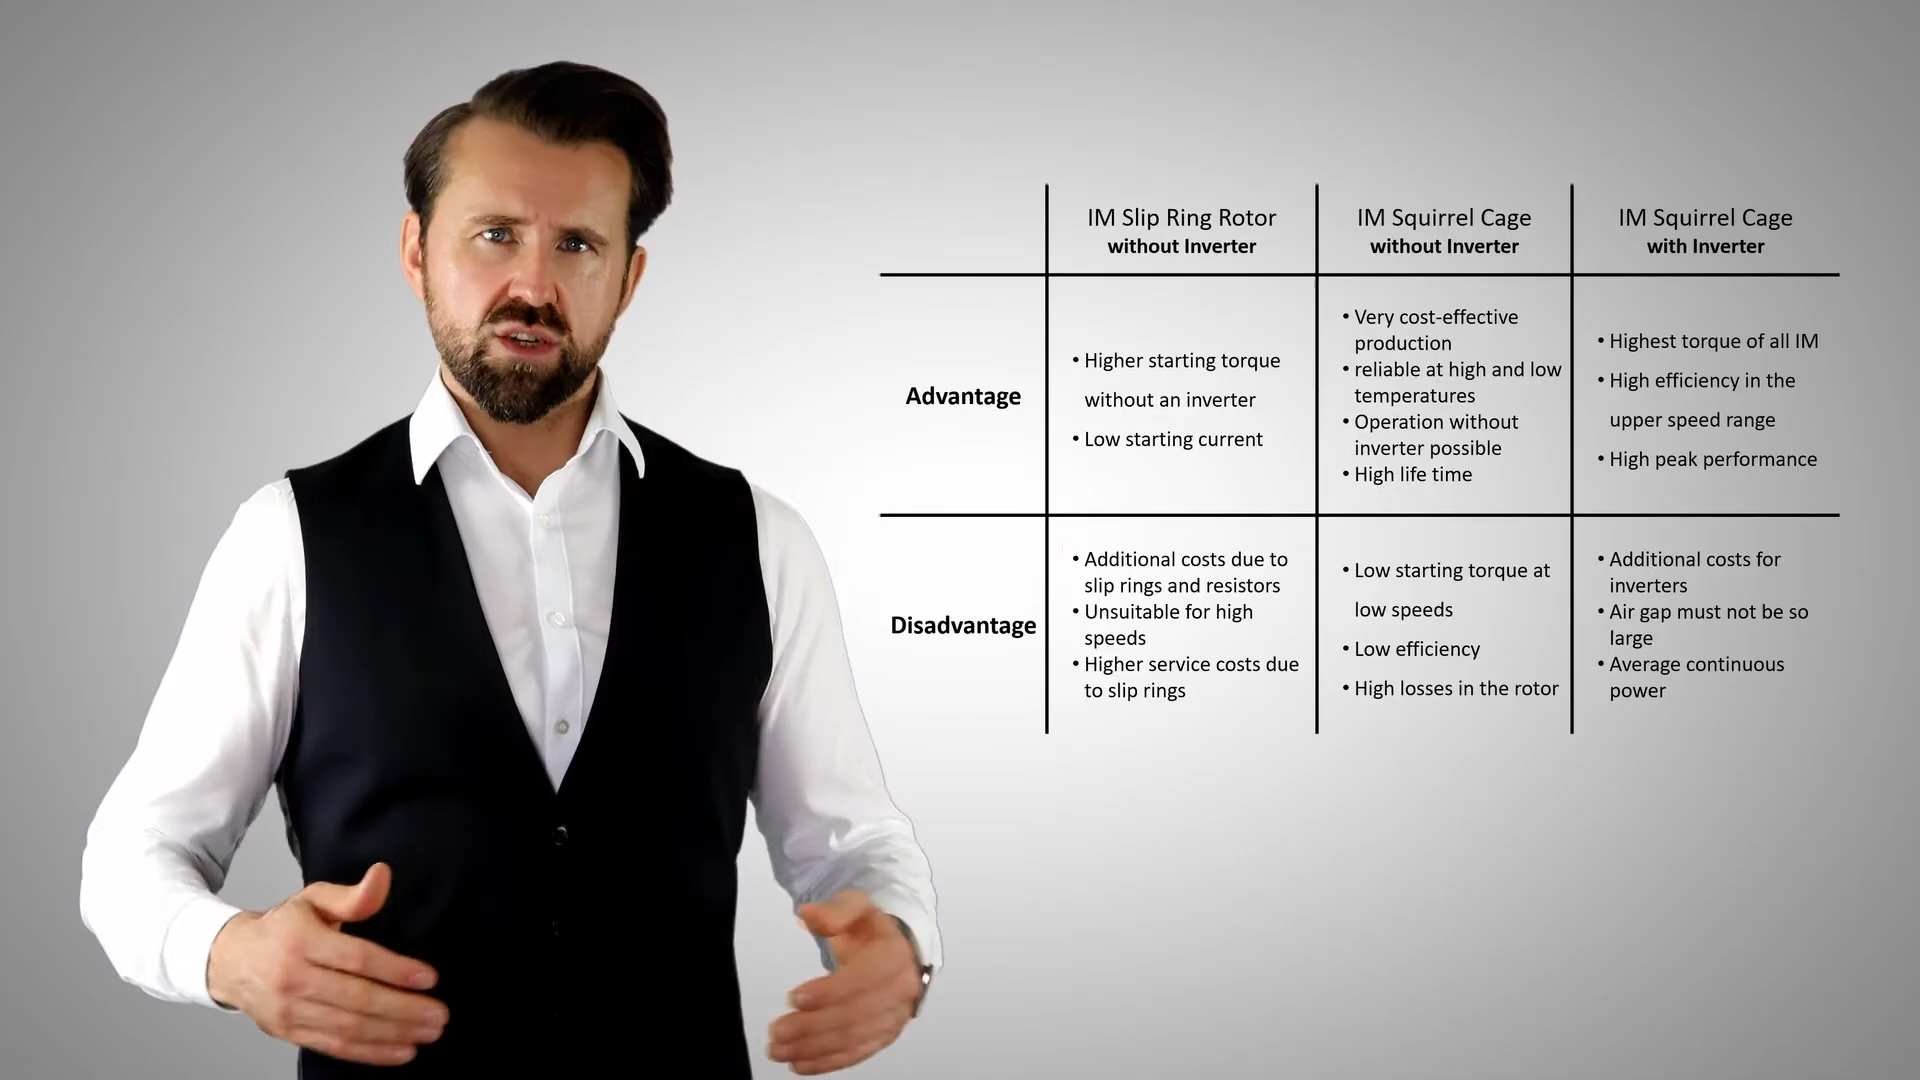 IM Slip Ring Rotor
without Inverter
IM Squirrel Cage
without Inverter
IM Squirrel Cage
with Inverter
Advantage
• Higher starting torque
without an inverter
• Low starting current
• Very cost-effective
production
• reliable at high and low
temperatures
• Operation without
inverter possible
• High life time
• Highest torque of all IM
• High efficiency in the
upper speed range
• High peak performance
Disadvantage
• Additional costs due to
slip rings and resistors
• Unsuitable for high
speeds
• Higher service costs due
to slip rings
• Low starting torque at
low speeds
• Low efficiency
• High losses in the rotor
• Additional costs for
inverters
• Air gap must not be so
large
• Average continuous
power